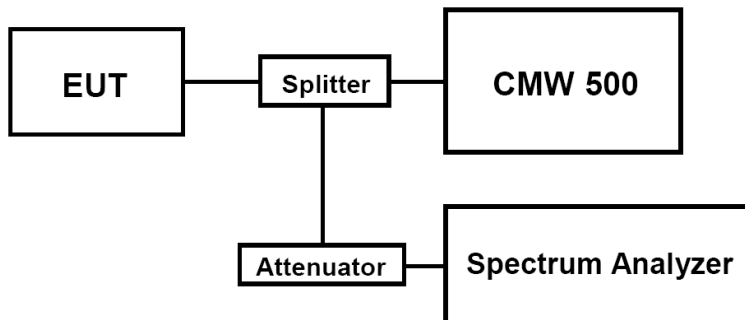 EUT
Splitter
CMW 500
Attenuator
Spectrum Analyzer